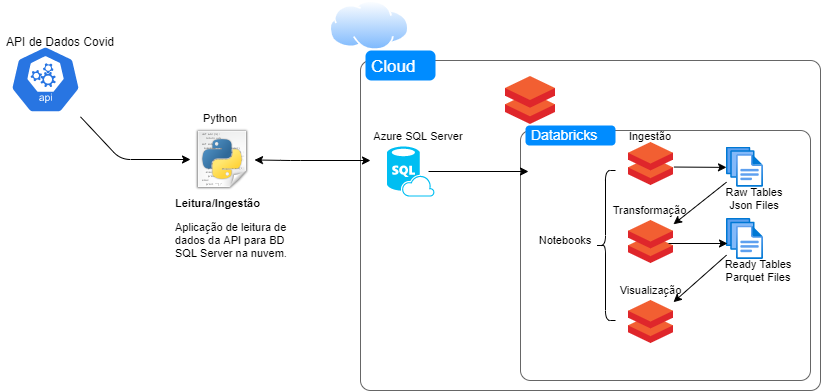 API de Dados Covid
api
Python
Leitura/Ingestão
Aplicação de leitura de
dados da API para BD
SQL Server na nuvem.
Cloud
Azure SQL Server
SQL
Databricks
Ingestão
Raw Tables
Json Files
Transformação
Notebooks
Ready Tables
Parquet Files
Visualização